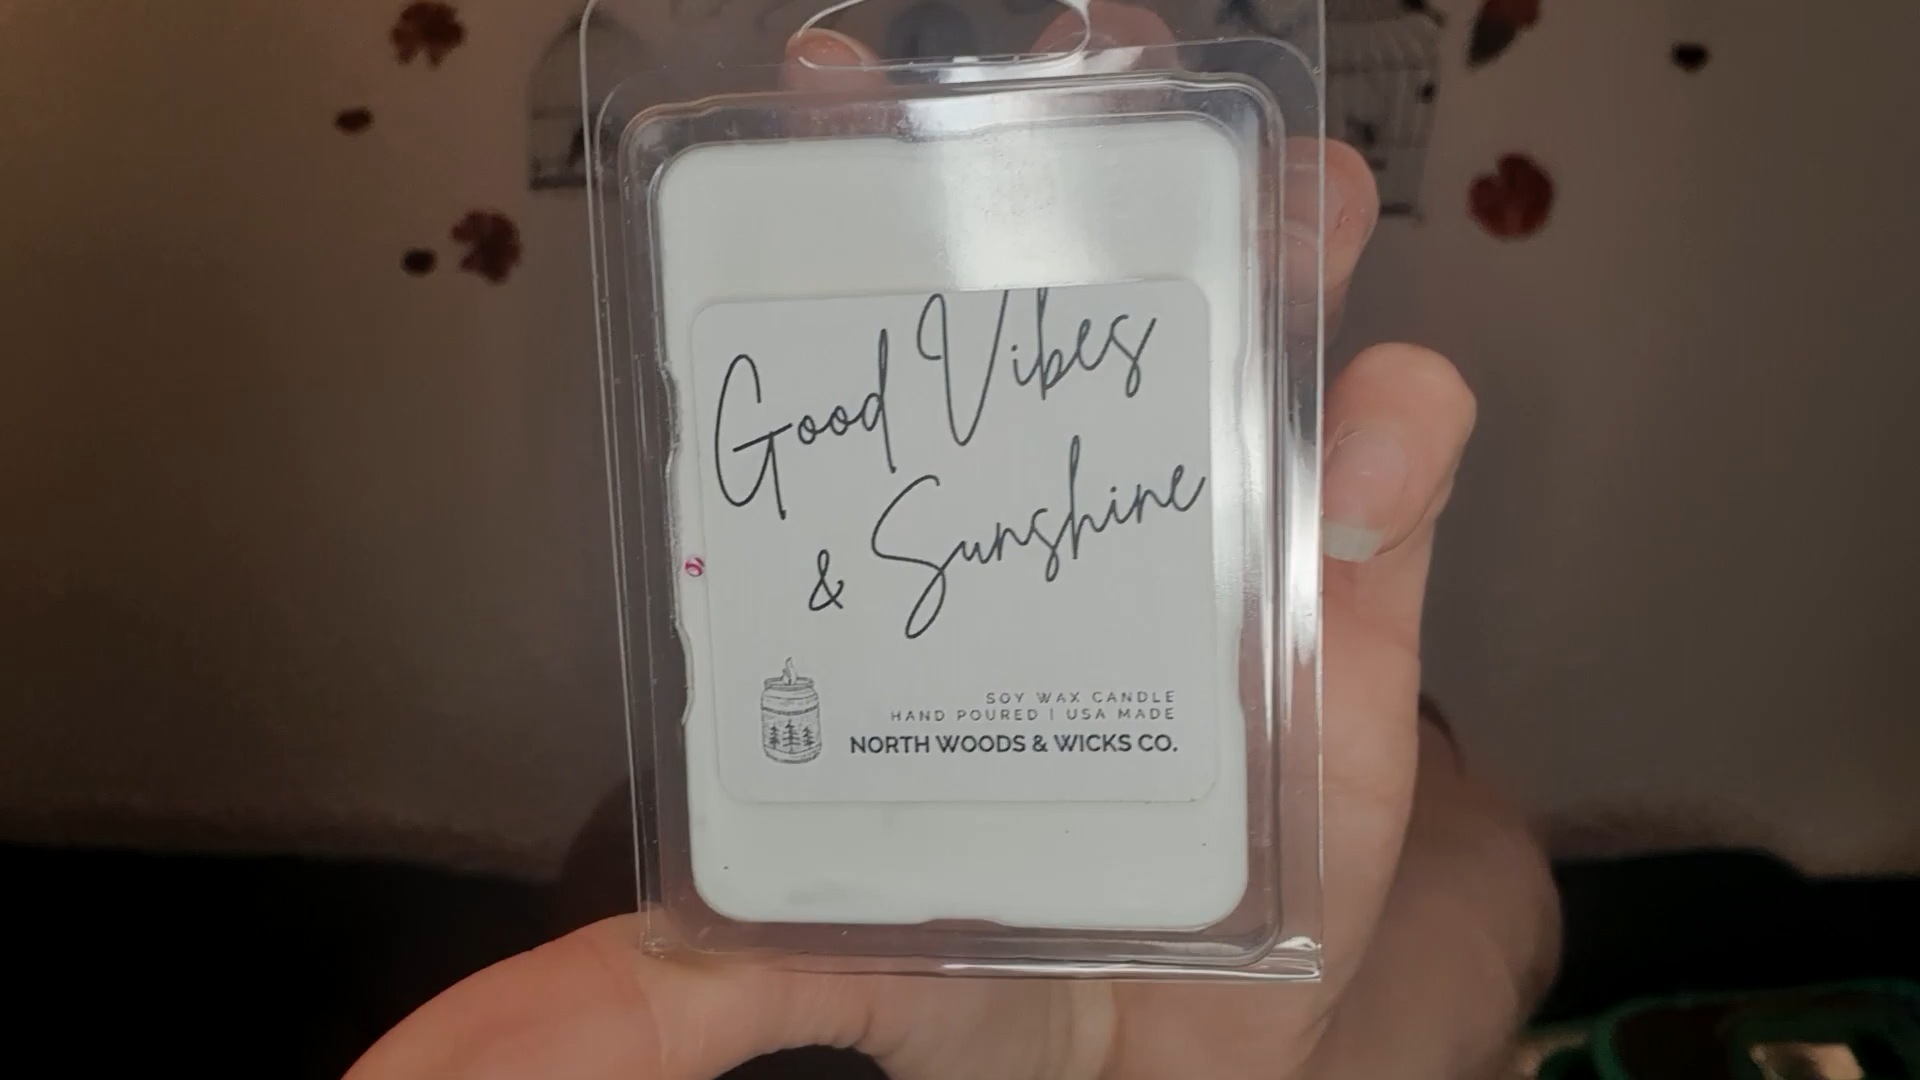 Good Vibes
& Sunshine
SOY WAX CANDLE
HAND POURED | USA MADE
NORTH WOODS & WICKS CO.